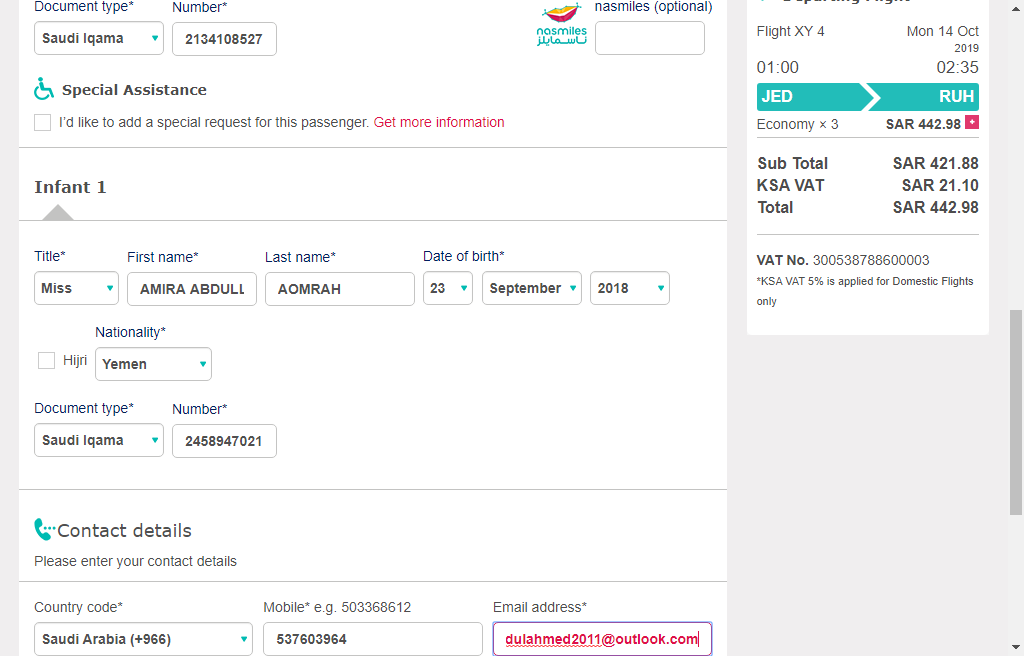 Document type* Number* nasmiles (optional)
Saudi Iqama 2134108527 nasmiles
ناسمايلز
Special Assistance
I'd like to add a special request for this passenger. Get more information
Infant 1
Title* First name* Last name* Date of birth*
Miss AMIRA ABDULL AOMRAH 23 September 2018
Nationality*
Hijri Yemen
Document type* Number*
Saudi Iqama 2458947021
Contact details
Please enter your contact details
Country code* Mobile* e.g. 503368612 Email address*
Saudi Arabia (+966) 537603964 dulahmed2011@outlook.com
Departing Flight
Flight XY 4 Mon 14 Oct
2019
01:00 02:35
JED RUH
Economy × 3 SAR 442.98 +
Sub Total SAR 421.88
KSA VAT SAR 21.10
Total SAR 442.98
VAT No. 300538788600003
*KSA VAT 5% is applied for Domestic Flights
only